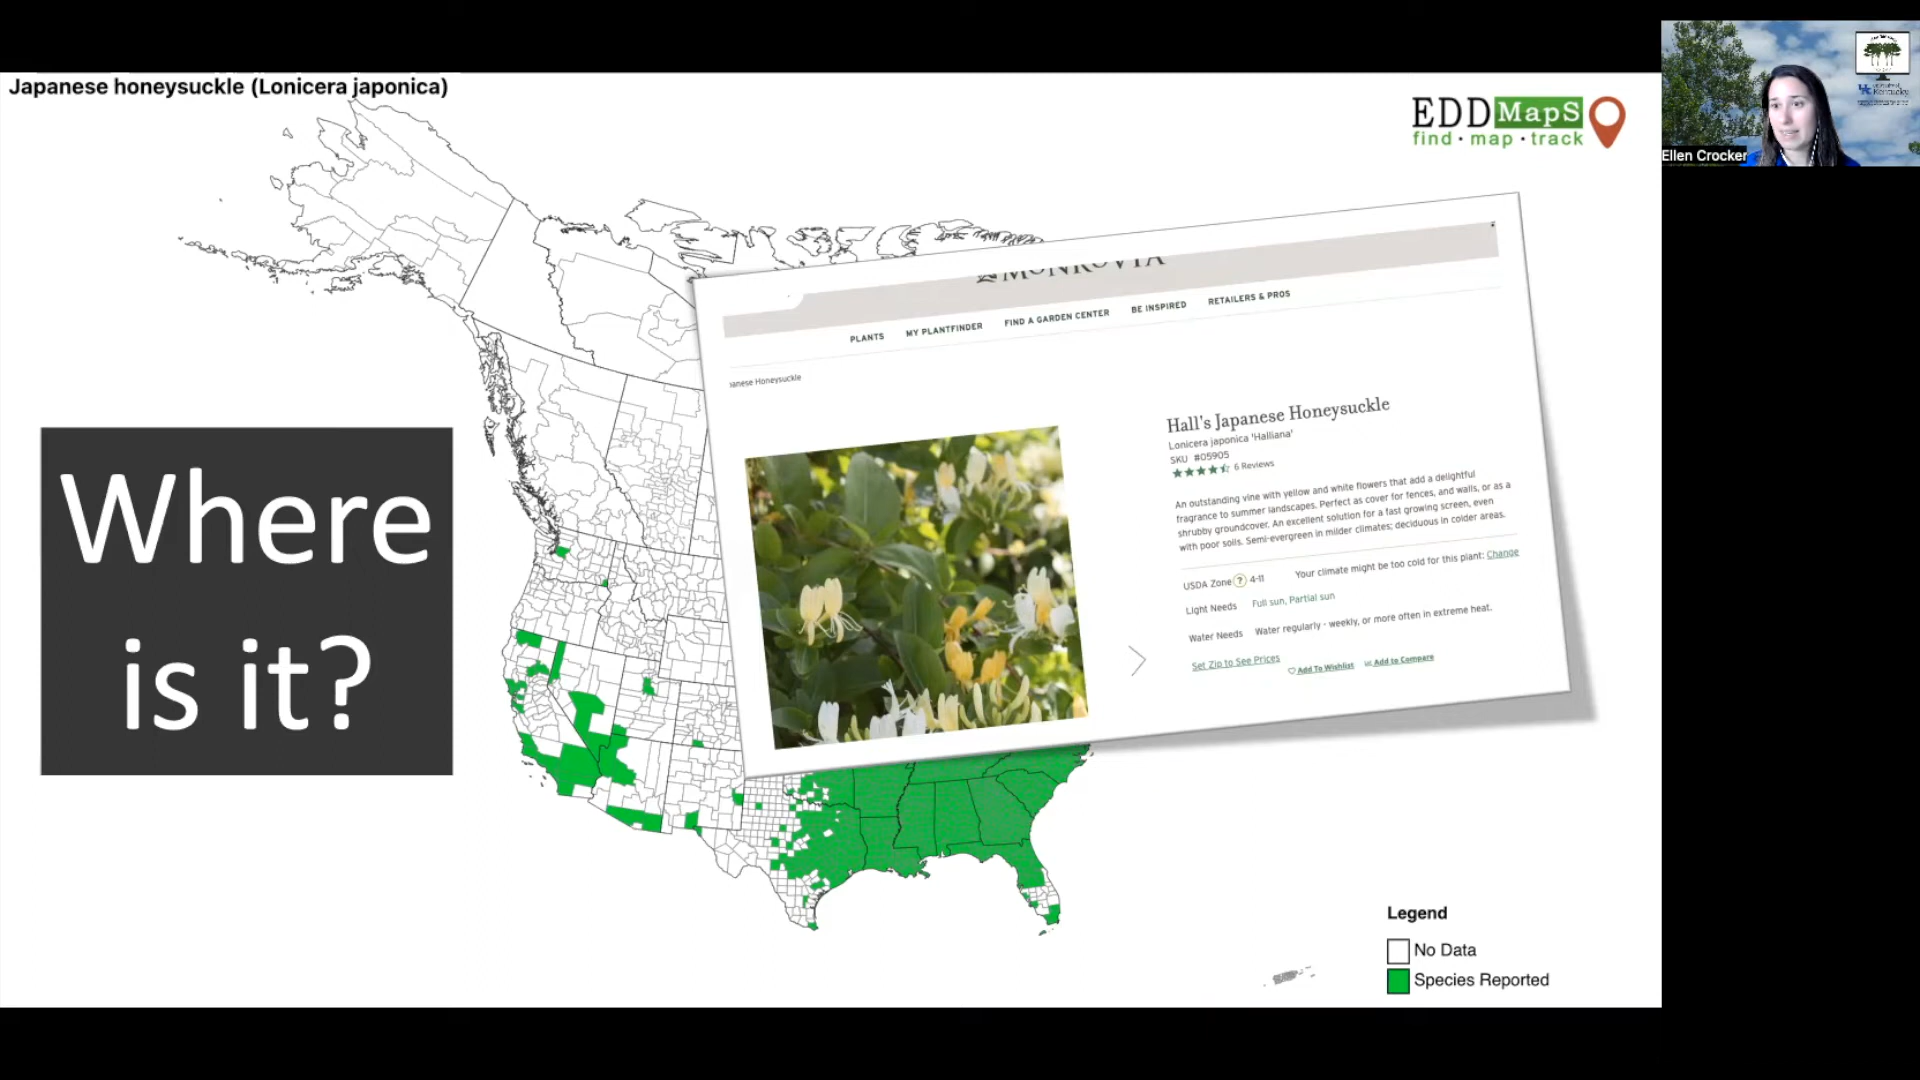 Japanese honeysuckle (Lonicera japonica)
EDDMapS
find · map · track
Ellen Crocker
Kentucky
Where
is it?
MONROVIA
PLANTS MY PLANTFINDER FIND A GARDEN CENTER BE INSPIRED RETAILERS & PROS
anese Honeysuckle
Hall's Japanese Honeysuckle
Lonicera japonica 'Halliana'
SKU #05905
6 Reviews
An outstanding vine with yellow and white flowers that add a delightful
fragrance to summer landscapes. Perfect as cover for fences, and walls, or as a
shrubby groundcover. An excellent solution for a fast growing screen, even
with poor soils. Semi-evergreen in milder climates; deciduous in colder areas.
USDA Zone ? 4-11 Your climate might be too cold for this plant: Change
Light Needs Full sun, Partial sun
Water Needs Water regularly - weekly, or more often in extreme heat.
Set Zip to See Prices Add To Wishlist Add to Compare
Legend
No Data
Species Reported